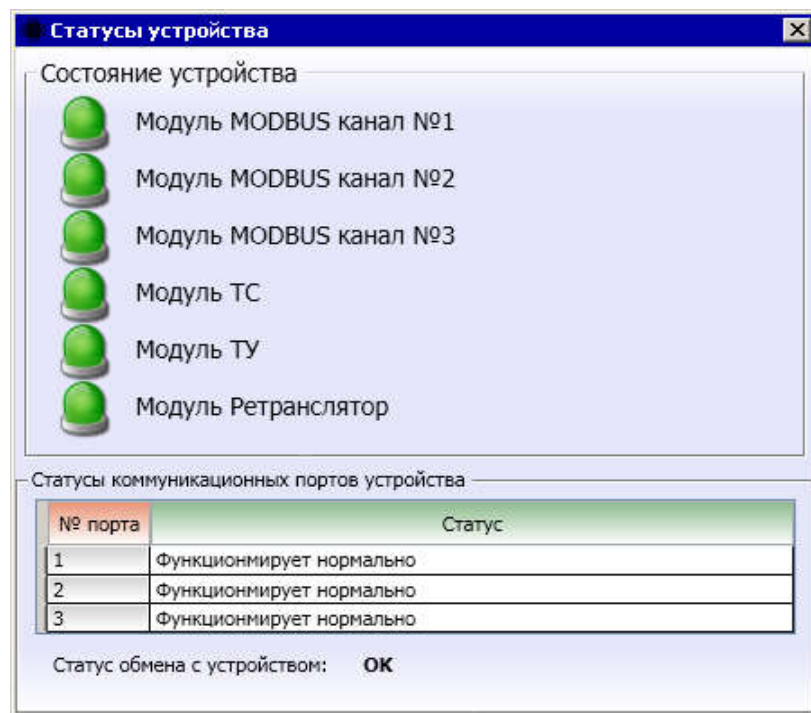 Статусы устройства
Состояние устройства
Модуль MODBUS канал №1
Модуль MODBUS канал №2
Модуль MODBUS канал №3
Модуль ТС
Модуль ТУ
Модуль Ретранслятор
Статусы коммуникационных портов устройства
№ порта Статус
1 Функционмирует нормально
2 Функционмирует нормально
3 Функционмирует нормально
Статус обмена с устройством: OK